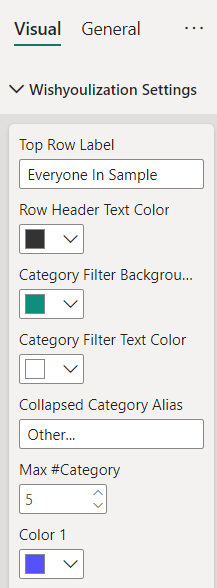 Visual General ...
Wishyoulization Settings
Top Row Label
Everyone In Sample
Row Header Text Color
Category Filter Backgrou...
Category Filter Text Color
Collapsed Category Alias
Other...
Max #Category
5
Color 1